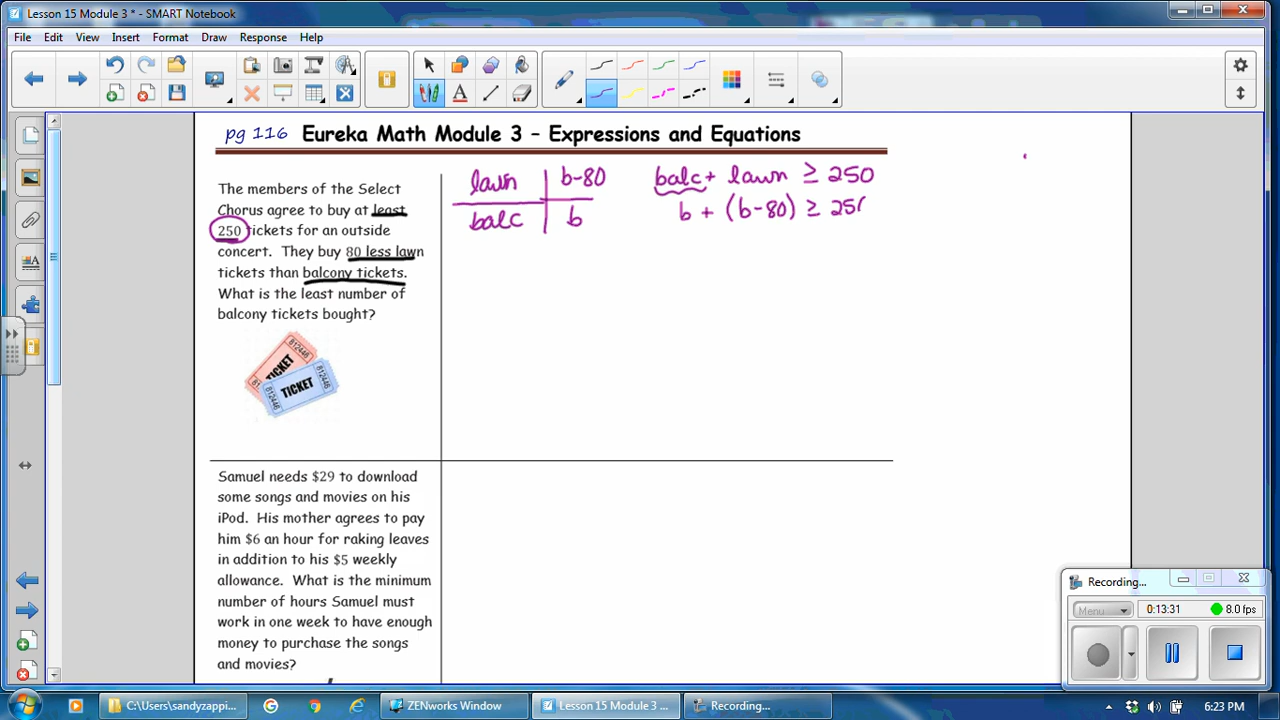 Lesson 15 Module 3 * - SMART Notebook
File Edit View Insert Format Draw Response Help
pg 116 Eureka Math Module 3 – Expressions and Equations
The members of the Select
Chorus agree to buy at least
250 tickets for an outside
concert. They buy 80 less lawn
tickets than balcony tickets.
What is the least number of
balcony tickets bought?
TICKET
812446
TICKET
812446
812446
lawn b-80
balc b
balc + lawn ≥ 250
b + (b-80) ≥ 250
Samuel needs $29 to download
some songs and movies on his
iPod. His mother agrees to pay
him $6 an hour for raking leaves
in addition to his $5 weekly
allowance. What is the minimum
number of hours Samuel must
work in one week to have enough
money to purchase the songs
and movies?
Recording...
Menu 0:13:31 8.0 fps
C:\Users\sandyzappi... ZENworks Window Lesson 15 Module 3 ... Recording... 6:23 PM